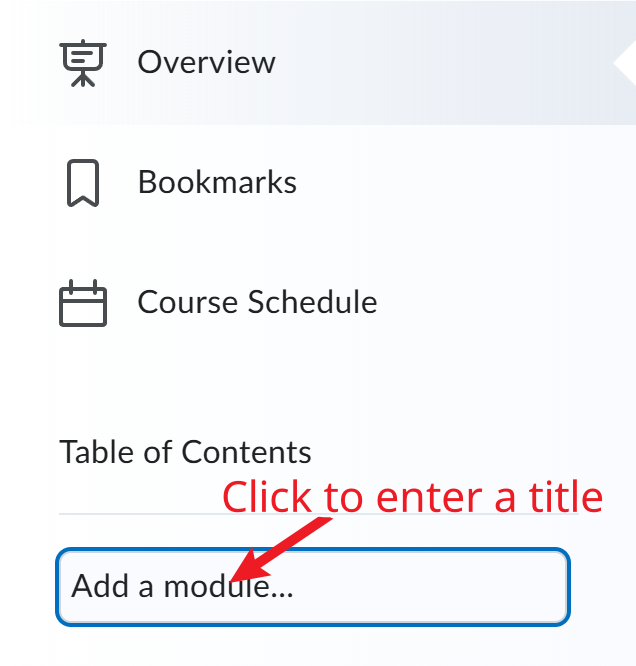 Overview
Bookmarks
Course Schedule
Table of Contents
Click to enter a title
Add a module...